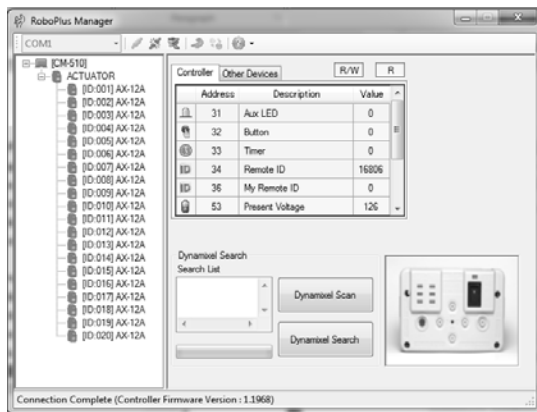 RoboPlus Manager
COM1
[CM-510]
ACTUATOR
[ID:001] AX-12A
[ID:002] AX-12A
[ID:003] AX-12A
[ID:004] AX-12A
[ID:005] AX-12A
[ID:006] AX-12A
[ID:007] AX-12A
[ID:008] AX-12A
[ID:009] AX-12A
[ID:010] AX-12A
[ID:011] AX-12A
[ID:012] AX-12A
[ID:013] AX-12A
[ID:014] AX-12A
[ID:015] AX-12A
[ID:016] AX-12A
[ID:017] AX-12A
[ID:018] AX-12A
[ID:019] AX-12A
[ID:020] AX-12A
Controller Other Devices R/W R
Address Description Value
31 Aux LED 0
32 Button 0
33 Timer 0
ID 34 Remote ID 16806
ID 36 My Remote ID 0
53 Present Voltage 126
Dynamixel Search
Search List
Dynamixel Scan
Dynamixel Search
Connection Complete (Controller Firmware Version : 1.1968)